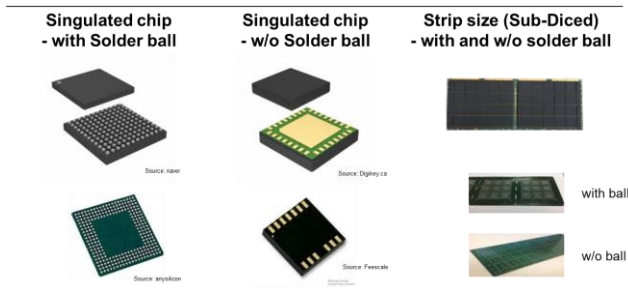 Singulated chip
- with Solder ball
Singulated chip
- w/o Solder ball
Strip size (Sub-Diced)
- with and w/o solder ball
Source: naver
Source: Digikey.ca
with ball
Source: anysilicon
Source: Feescale
w/o ball